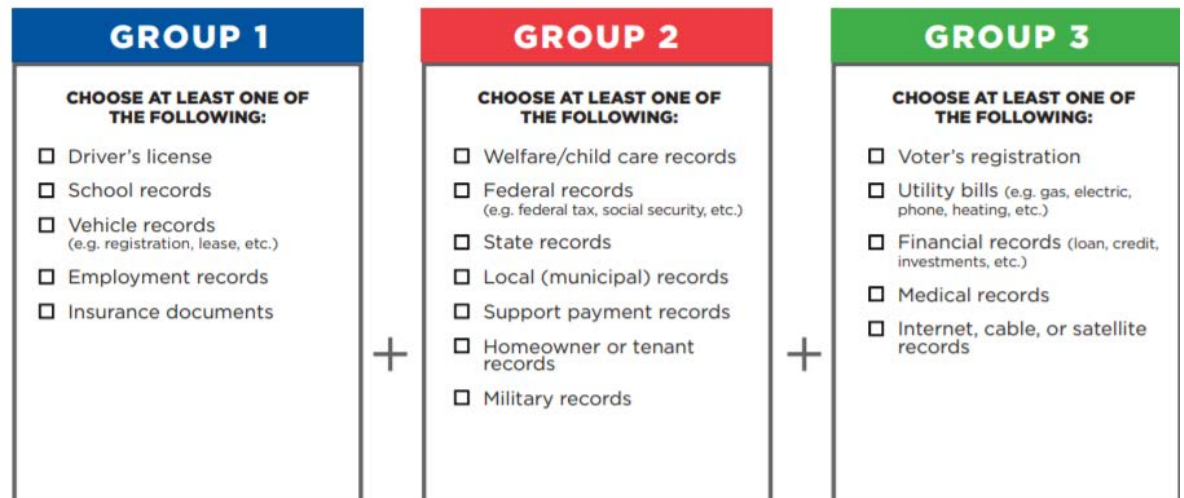 GROUP 1
CHOOSE AT LEAST ONE OF
THE FOLLOWING:
Driver's license
School records
Vehicle records
(e.g. registration, lease, etc.)
Employment records
Insurance documents
+
GROUP 2
CHOOSE AT LEAST ONE OF
THE FOLLOWING:
Welfare/child care records
Federal records
(e.g. federal tax, social security, etc.)
State records
Local (municipal) records
Support payment records
Homeowner or tenant
records
Military records
+
GROUP 3
CHOOSE AT LEAST ONE OF
THE FOLLOWING:
Voter's registration
Utility bills (e.g. gas, electric,
phone, heating, etc.)
Financial records (loan, credit,
investments, etc.)
Medical records
Internet, cable, or satellite
records